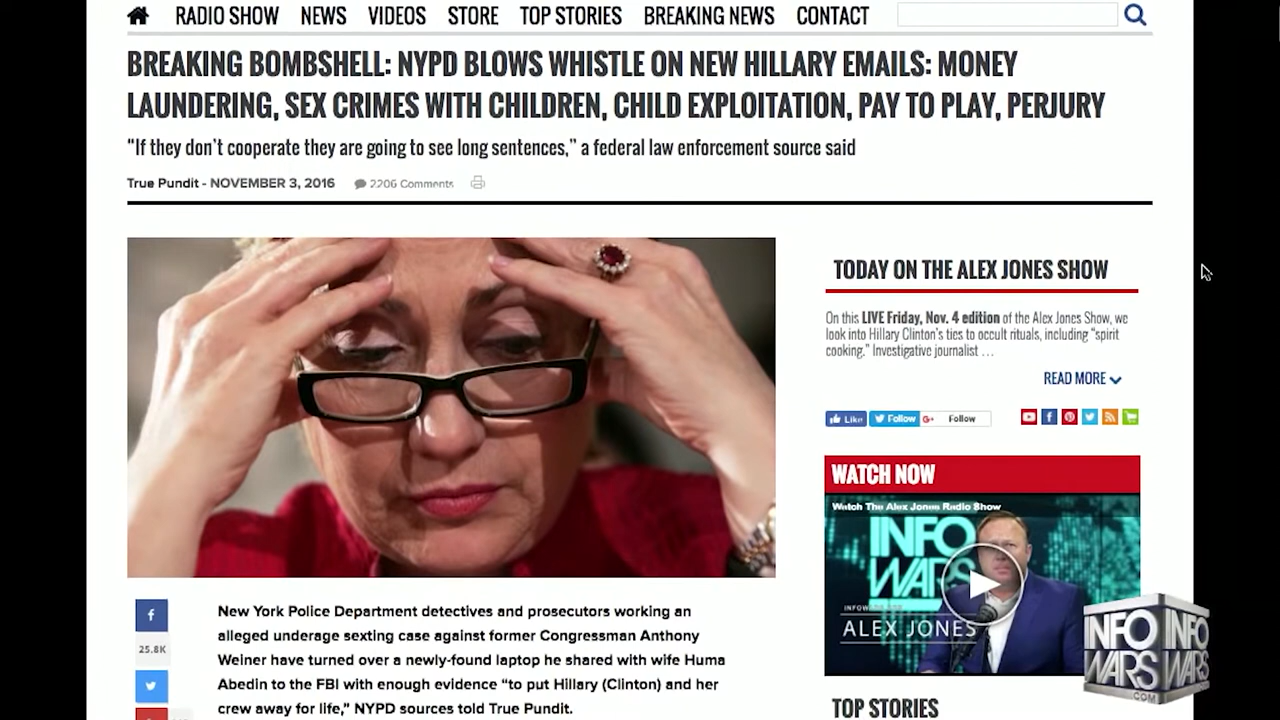 RADIO SHOW NEWS VIDEOS STORE TOP STORIES BREAKING NEWS CONTACT
BREAKING BOMBSHELL: NYPD BLOWS WHISTLE ON NEW HILLARY EMAILS: MONEY
LAUNDERING, SEX CRIMES WITH CHILDREN, CHILD EXPLOITATION, PAY TO PLAY, PERJURY
“If they don’t cooperate they are going to see long sentences,” a federal law enforcement source said
True Pundit - NOVEMBER 3, 2016 2206 Comments
TODAY ON THE ALEX JONES SHOW
On this LIVE Friday, Nov. 4 edition of the Alex Jones Show, we
look into Hillary Clinton’s ties to occult rituals, including “spirit
cooking.” Investigative journalist …
READ MORE
Like Follow G+ Follow
WATCH NOW
Watch The Alex Jones Radio Show
INFO
WARS
ALEX JONES
f
25.8K
New York Police Department detectives and prosecutors working an
alleged underage sexting case against former Congressman Anthony
Weiner have turned over a newly-found laptop he shared with wife Huma
Abedin to the FBI with enough evidence “to put Hillary (Clinton) and her
crew away for life,” NYPD sources told True Pundit.
TOP STORIES
INFO INFO
WARS WARS
.COM